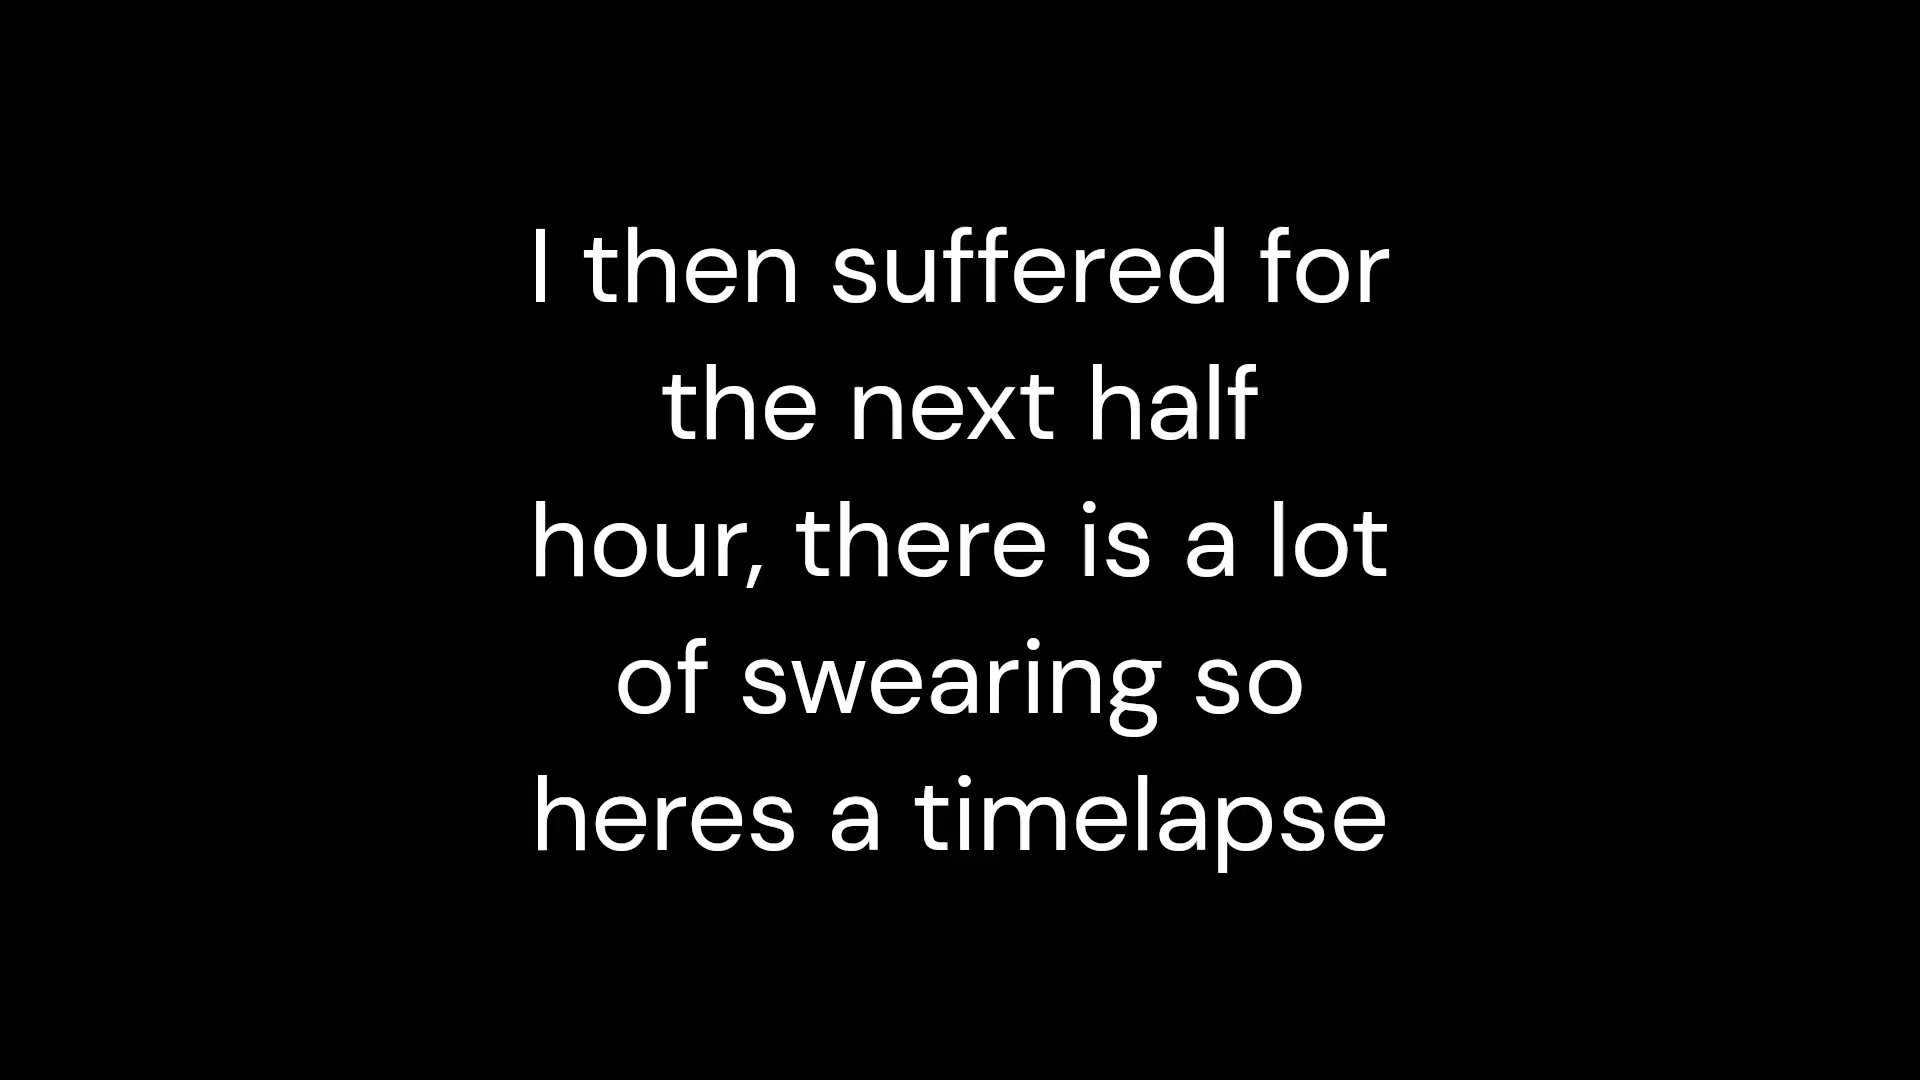 I then suffered for
the next half
hour, there is a lot
of swearing so
heres a timelapse